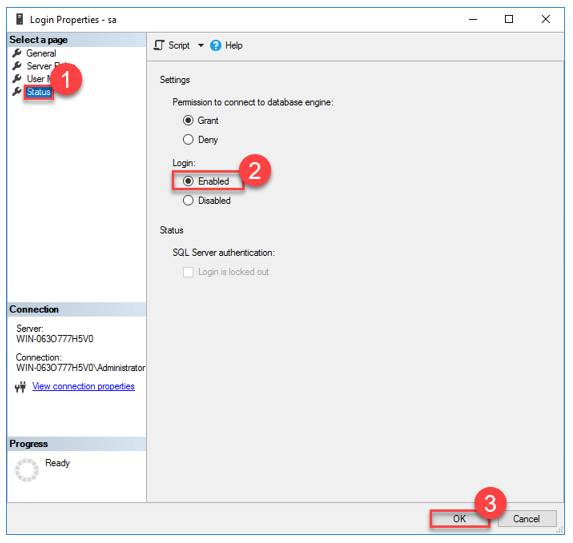 Login Properties - sa
Select a page
General
Server
User
Status
1
Script
Help
Settings
Permission to connect to database engine:
Grant
Deny
Login:
2
Enabled
Disabled
Status
SQL Server authentication:
Login is locked out
Connection
Server:
WIN-063O777H5V0
Connection:
WIN-063O777H5V0\Administrator
View connection properties
Progress
Ready
3
OK
Cancel